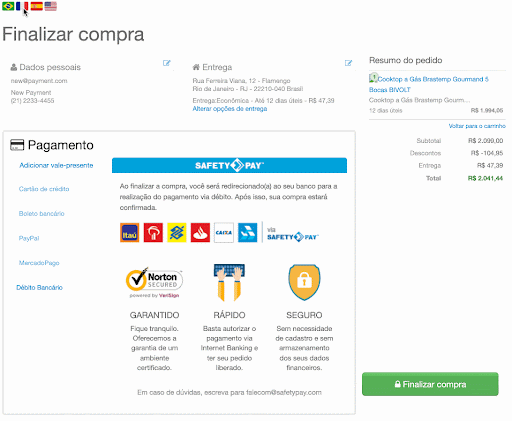 Finalizar compra
Dados pessoais
new@payment.com
New Payment
(21) 2233-4455
Entrega
Rua Ferreira Viana, 12 - Flamengo
Rio de Janeiro - RJ - 22210-040 Brasil
Entrega Econômica - Até 12 dias úteis - R$ 47,39
Alterar opções de entrega
Resumo do pedido
Cooktop a Gás Brastemp Gourmand 5
Bocas BIVOLT
Cooktop a Gás Brastemp Gourm...
12 dias úteis R$ 1.994,05
Voltar para o carrinho
Subtotal R$ 2.099,00
Descontos R$ -104,95
Entrega R$ 47,39
Total R$ 2.041,44
Pagamento
Adicionar vale-presente
Cartão de crédito
Boleto bancário
PayPal
MercadoPago
Débito Bancário
SAFETY PAY
Ao finalizar a compra, você será redirecionado(a) ao seu banco para a
realização do pagamento via débito. Após isso, sua compra estará
confirmada.
Itaú
CAIXA
via
SAFETY PAY
Norton
SECURED
powered by VeriSign
GARANTIDO
Fique tranquilo.
Oferecemos a
garantia de um
ambiente
certificado.
RÁPIDO
Basta autorizar o
pagamento via
Internet Banking e
ter seu pedido
liberado.
SEGURO
Sem necessidade
de cadastro e sem
armazenamento
dos seus dados
financeiros.
Em caso de dúvidas, escreva para telecom@safetypay.com
Finalizar compra